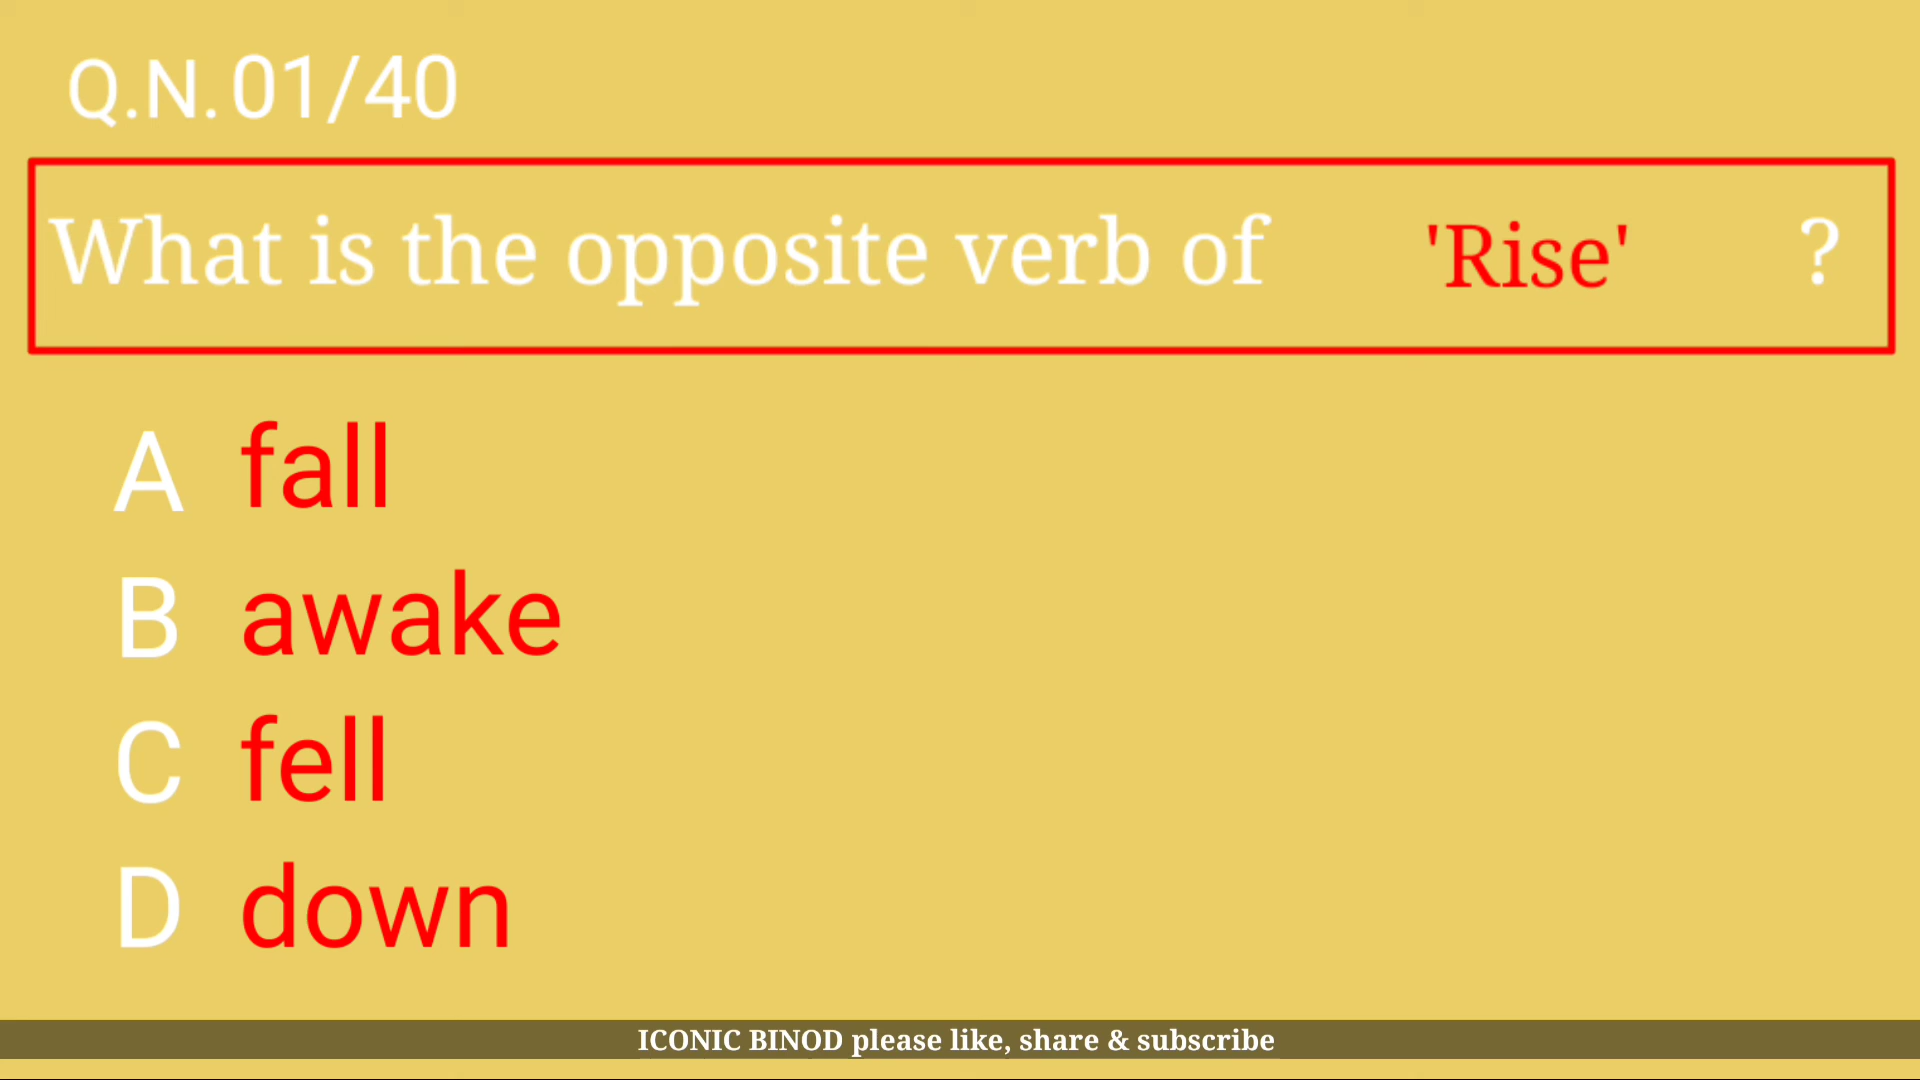 Q.N. 01/40
What is the opposite verb of 'Rise' ?
A fall
B awake
C fell
D down
ICONIC BINOD please like, share & subscribe